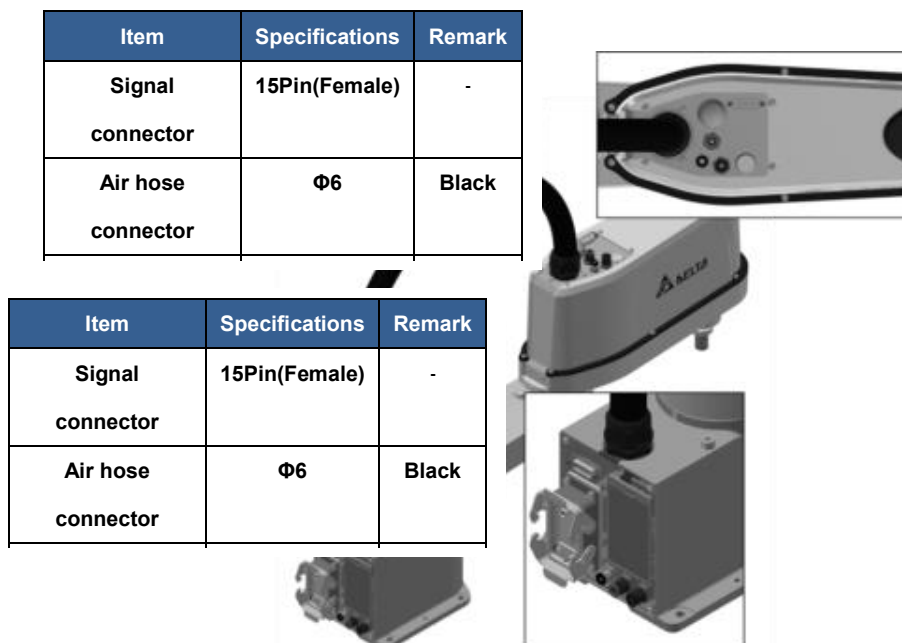 Item Specifications Remark
Signal 15Pin(Female) -
connector
Air hose Φ6 Black
connector
DELTA
Item Specifications Remark
Signal 15Pin(Female) -
connector
Air hose Φ6 Black
connector